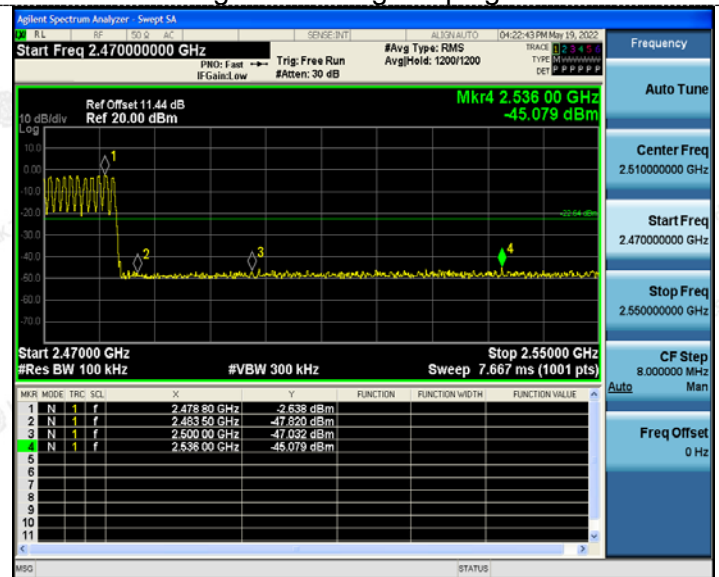 Agilent Spectrum Analyzer - Swept SA
RL RF 50 Ω AC SENSE:INT ALIGNAUTO 04:22:43 PM May 19, 2022
Start Freq 2.470000000 GHz #Avg Type: RMS TRACE 1 2 3 4 5 6
PNO: Fast Trig: Free Run Avg|Hold: 1200/1200 TYPE M
IFGain:Low #Atten: 30 dB DET P P P P P P
Ref Offset 11.44 dB Mkr4 2.536 00 GHz
10 dB/div Ref 20.00 dBm -45.079 dBm
Log
10.0
0.00
-10.0
-20.0
-30.0
-40.0
-50.0
-60.0
-70.0
1
2
3
4
-22.64 dBm
Start 2.47000 GHz Stop 2.55000 GHz
#Res BW 100 kHz #VBW 300 kHz Sweep 7.667 ms (1001 pts)
MKR MODE TRC SCL X Y FUNCTION FUNCTION WIDTH FUNCTION VALUE
1 N 1 f 2.478 80 GHz -2.638 dBm
2 N 1 f 2.483 50 GHz -47.820 dBm
3 N 1 f 2.500 00 GHz -47.032 dBm
4 N 1 f 2.536 00 GHz -45.079 dBm
5
6
7
8
9
10
11
MSG STATUS
Frequency
Auto Tune
Center Freq
2.510000000 GHz
Start Freq
2.470000000 GHz
Stop Freq
2.550000000 GHz
CF Step
8.000000 MHz
Auto Man
Freq Offset
0 Hz